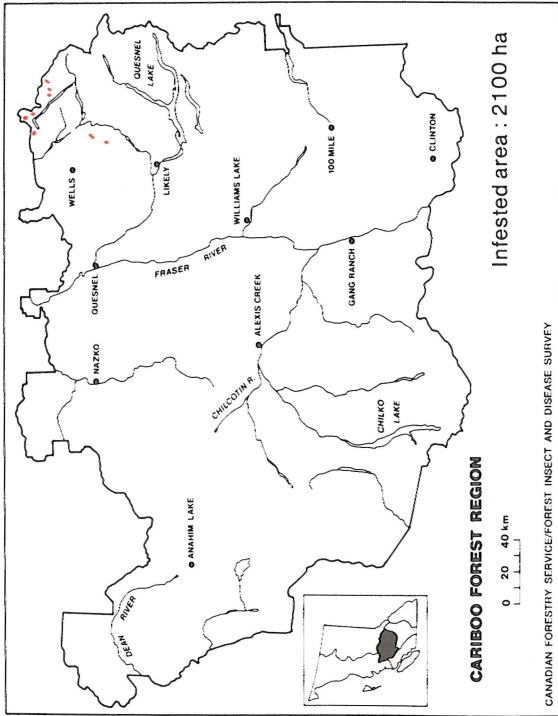 QUESNEL
LAKE
WELLS
LIKELY
QUESNEL
NAZKO
FRASER RIVER
WILLIAMS LAKE
100 MILE
CLINTON
ALEXIS CREEK
GANG RANCH
CHILCOTIN R.
CHILKO
LAKE
ANAHIM LAKE
DEAN RIVER
Infested area : 2100 ha
CARIBOO FOREST REGION
0 20 40 km
CANADIAN FORESTRY SERVICE/FOREST INSECT AND DISEASE SURVEY